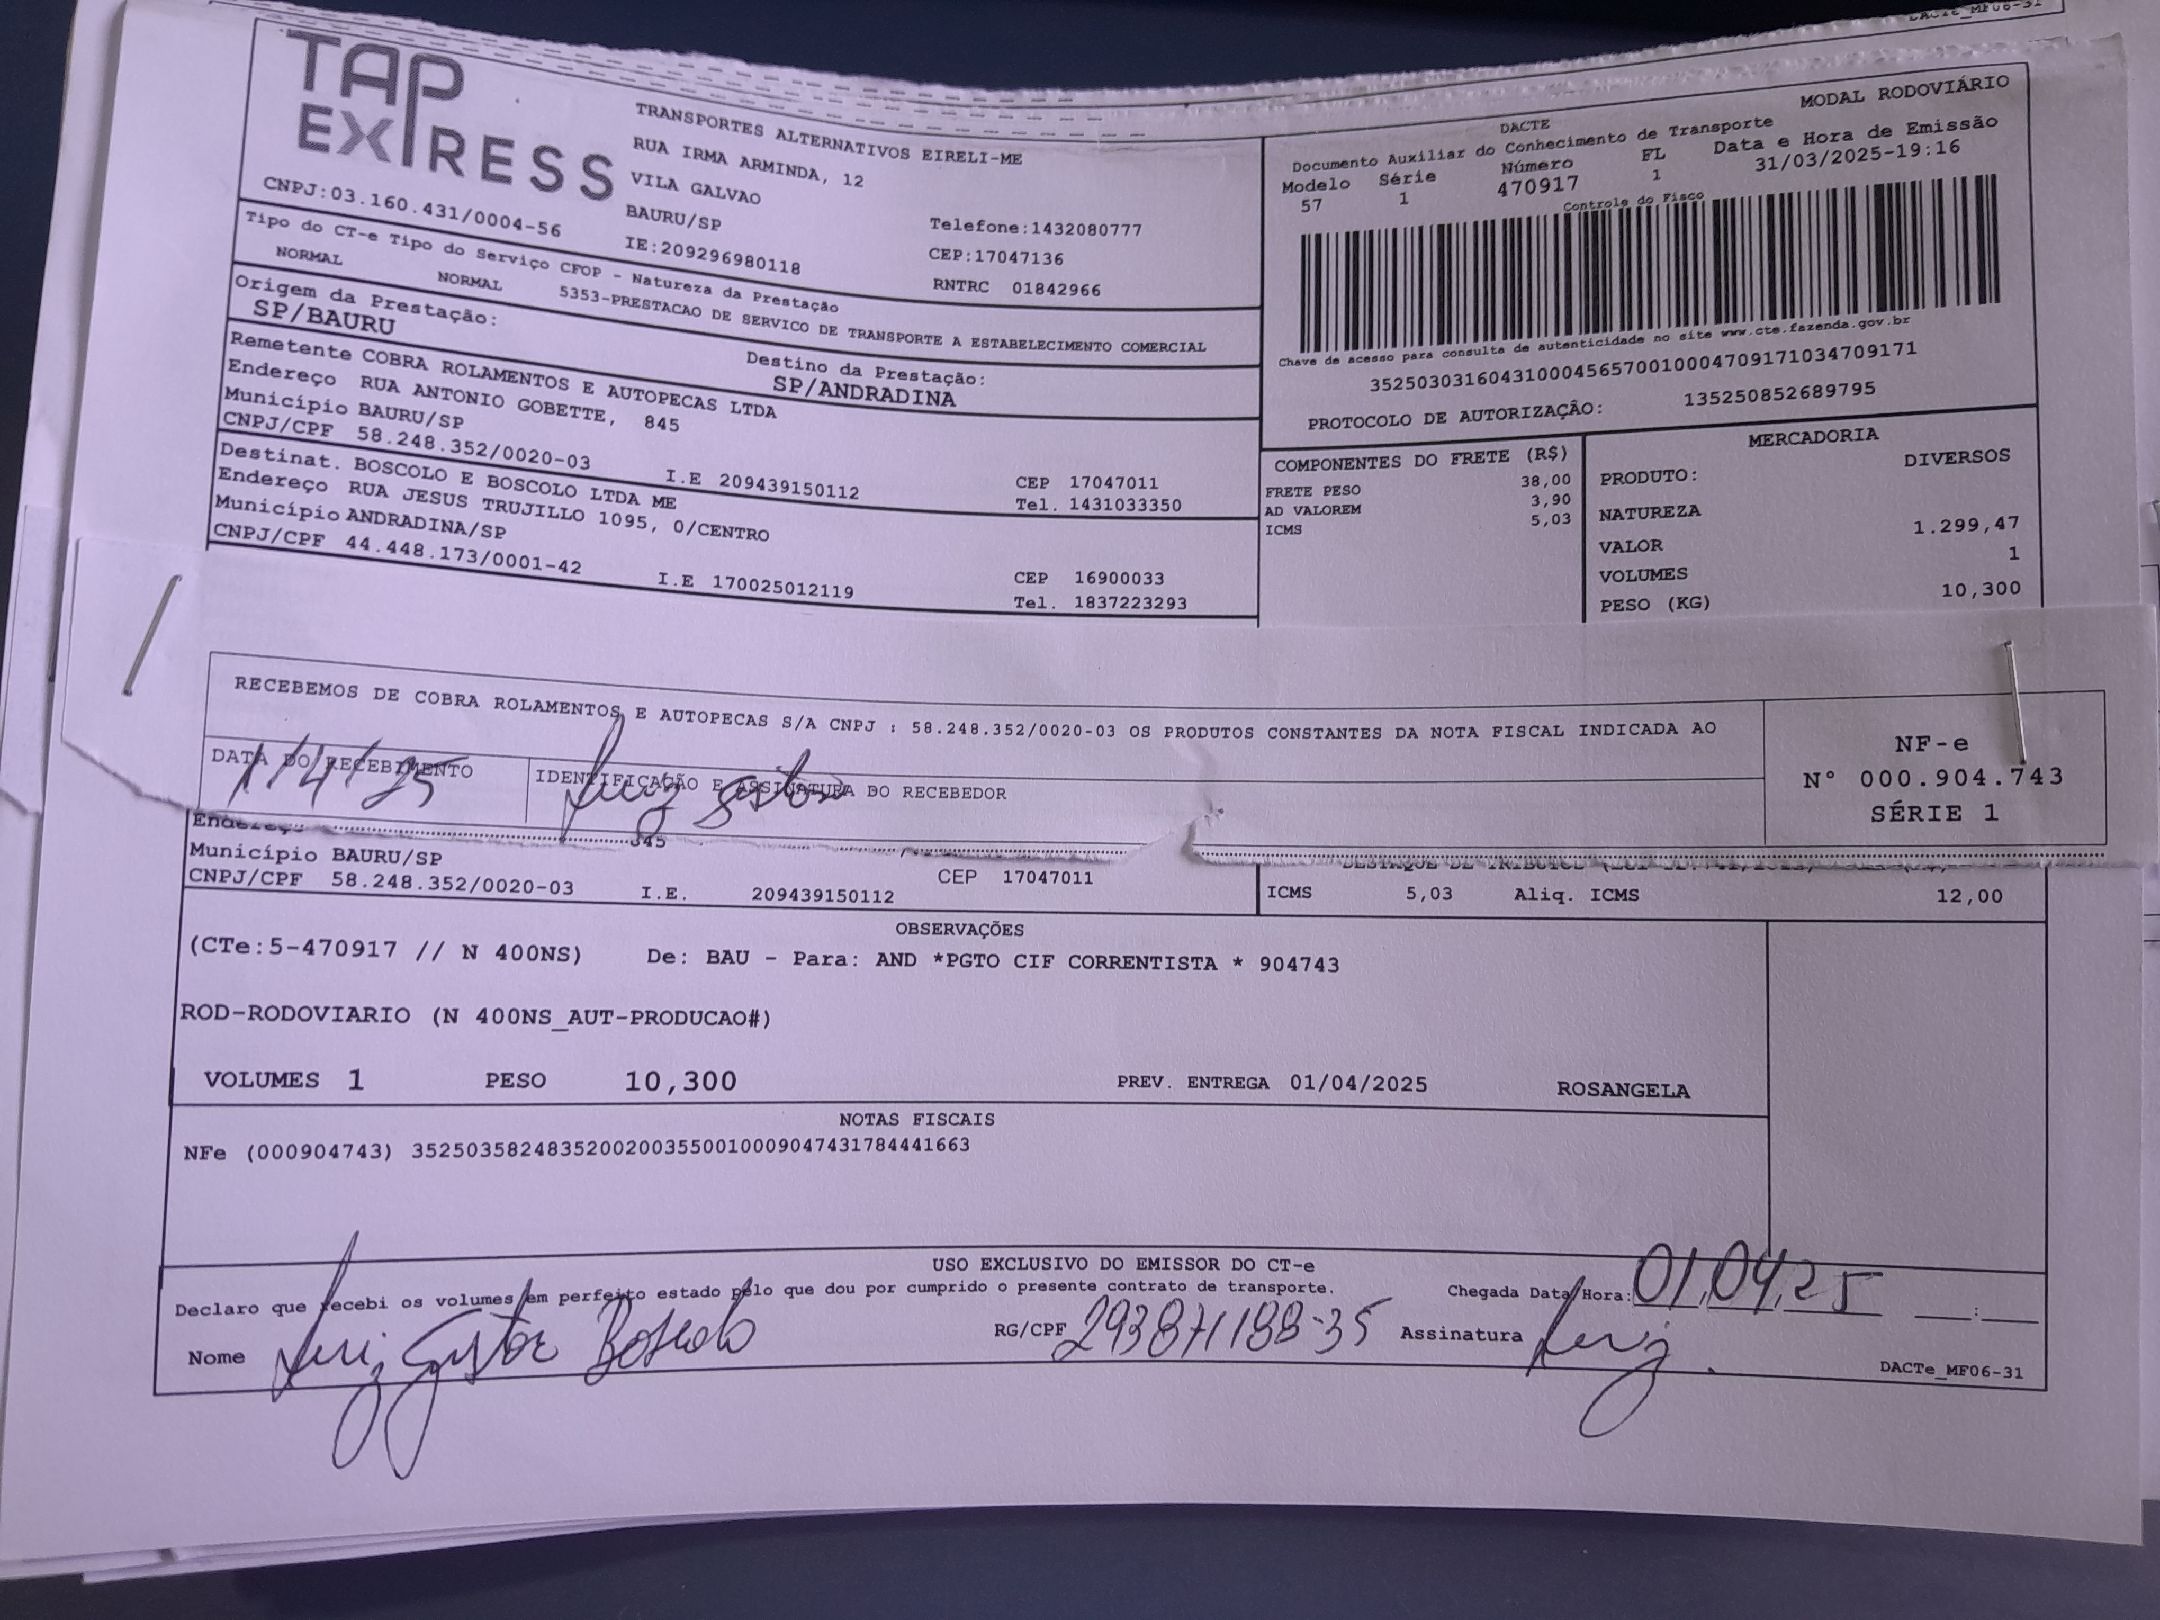 DACTe_MF06-31
TAP
EXPRESS
CNPJ:03.160.431/0004-56
TRANSPORTES ALTERNATIVOS EIRELI-ME
RUA IRMA ARMINDA, 12
VILA GALVAO
BAURU/SP
IE:209296980118
Telefone:1432080777
CEP:17047136
RNTRC 01842966
MODAL RODOVIÁRIO
DACTE
Documento Auxiliar do Conhecimento de Transporte
Modelo Série Número FL Data e Hora de Emissão
57 1 470917 1 31/03/2025-19:16
Controle do Fisco
Chave de acesso para consulta de autenticidade no site www.cte.fazenda.gov.br
35250303160431000456570010004709171034709171
PROTOCOLO DE AUTORIZAÇÃO: 135250852689795
Tipo do CT-e Tipo do Serviço CFOP - Natureza da Prestação
NORMAL NORMAL 5353-PRESTACAO DE SERVICO DE TRANSPORTE A ESTABELECIMENTO COMERCIAL
Origem da Prestação: Destino da Prestação:
SP/BAURU SP/ANDRADINA
Remetente COBRA ROLAMENTOS E AUTOPECAS LTDA
Endereço RUA ANTONIO GOBETTE, 845
Município BAURU/SP CEP 17047011
CNPJ/CPF 58.248.352/0020-03 I.E 209439150112 Tel. 1431033350
Destinat. BOSCOLO E BOSCOLO LTDA ME
Endereço RUA JESUS TRUJILLO 1095, 0/CENTRO
Município ANDRADINA/SP CEP 16900033
CNPJ/CPF 44.448.173/0001-42 I.E 170025012119 Tel. 1837223293
COMPONENTES DO FRETE (R$)
FRETE PESO 38,00
AD VALOREM 3,90
ICMS 5,03
MERCADORIA
PRODUTO: DIVERSOS
NATUREZA
VALOR 1.299,47
VOLUMES 1
PESO (KG) 10,300
RECEBEMOS DE COBRA ROLAMENTOS E AUTOPECAS S/A CNPJ : 58.248.352/0020-03 OS PRODUTOS CONSTANTES DA NOTA FISCAL INDICADA AO
DATA DO RECEBIMENTO IDENTIFICAÇÃO E ASSINATURA DO RECEBEDOR
1/4/25 Luiz Gastão
NF-e
N° 000.904.743
SÉRIE 1
Endereço 845
Município BAURU/SP CEP 17047011
CNPJ/CPF 58.248.352/0020-03 I.E. 209439150112
ICMS 5,03 Aliq. ICMS 12,00
OBSERVAÇÕES
(CTe:5-470917 // N 400NS) De: BAU - Para: AND *PGTO CIF CORRENTISTA * 904743
ROD-RODOVIARIO (N 400NS_AUT-PRODUCAO#)
VOLUMES 1 PESO 10,300 PREV. ENTREGA 01/04/2025 ROSANGELA
NOTAS FISCAIS
NFe (000904743) 35250358248352002003550010009047431784441663
USO EXCLUSIVO DO EMISSOR DO CT-e
Declaro que recebi os volumes em perfeito estado pelo que dou por cumprido o presente contrato de transporte. Chegada Data/Hora: 01,04,25 :
Nome Luiz Gastão Boscolo RG/CPF 293871188-35 Assinatura Luiz
DACTe_MF06-31